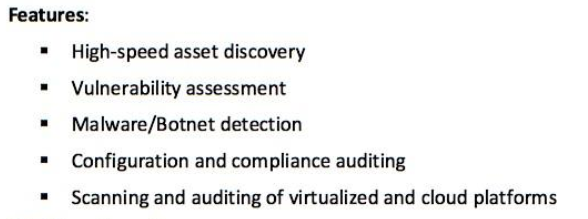 Features:
▪ High-speed asset discovery
▪ Vulnerability assessment
▪ Malware/Botnet detection
▪ Configuration and compliance auditing
▪ Scanning and auditing of virtualized and cloud platforms